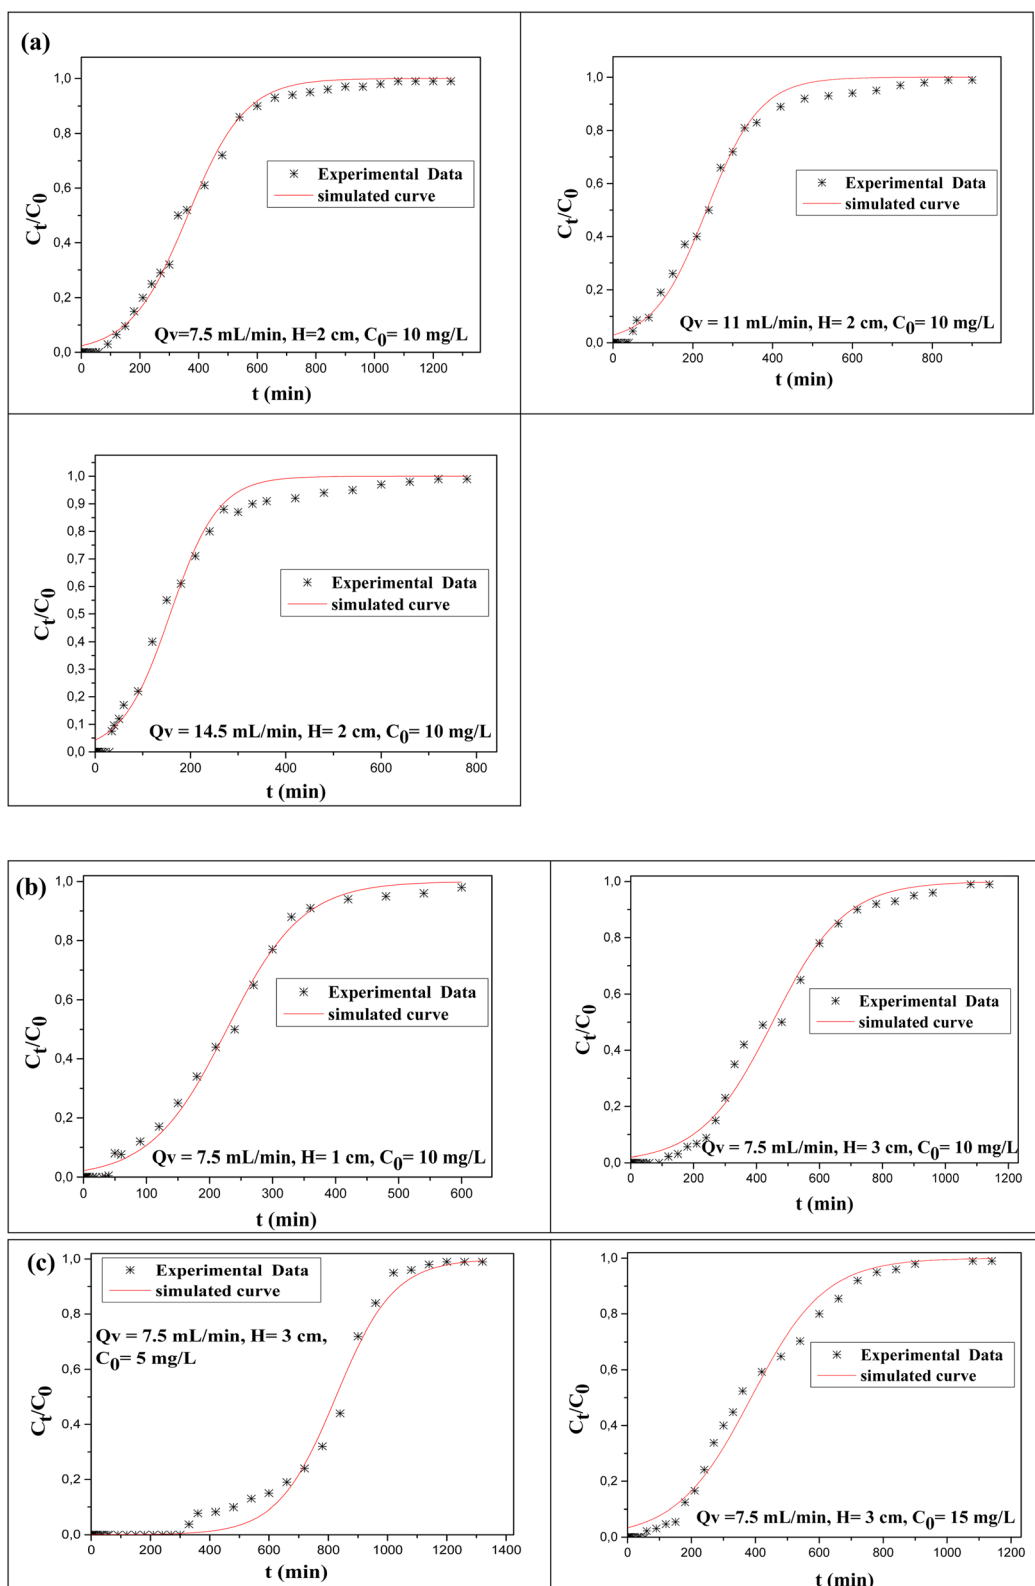 (a)
1,0
0,8
0,6
0,4
0,2
0,0
Ct/C0
Experimental Data
simulated curve
Qv=7.5 mL/min, H=2 cm, C0= 10 mg/L
0 200 400 600 800 1000 1200
t (min)
1,0
0,8
0,6
0,4
0,2
0,0
Ct/C0
Experimental Data
simulated curve
Qv = 11 mL/min, H= 2 cm, C0= 10 mg/L
0 200 400 600 800
t (min)
1,0
0,9
0,8
0,7
0,6
0,5
0,4
0,3
0,2
0,1
0,0
Ct/C0
Experimental Data
simulated curve
Qv = 14.5 mL/min, H= 2 cm, C0= 10 mg/L
0 200 400 600 800
t (min)
(b)
1,0
0,8
0,6
0,4
0,2
0,0
Ct/C0
Experimental Data
simulated curve
Qv = 7.5 mL/min, H= 1 cm, C0= 10 mg/L
0 100 200 300 400 500 600
t (min)
1,0
0,8
0,6
0,4
0,2
0,0
Ct/C0
Experimental Data
simulated curve
Qv = 7.5 mL/min, H= 3 cm, C0= 10 mg/L
0 200 400 600 800 1000 1200
t (min)
(c)
1,0
0,8
0,6
0,4
0,2
0,0
Ct/C0
Experimental Data
simulated curve
Qv = 7.5 mL/min, H= 3 cm,
C0= 5 mg/L
0 200 400 600 800 1000 1200 1400
t (min)
1,0
0,8
0,6
0,4
0,2
0,0
Ct/C0
Experimental Data
simulated curve
Qv =7.5 mL/min, H= 3 cm, C0= 15 mg/L
0 200 400 600 800 1000 1200
t (min)